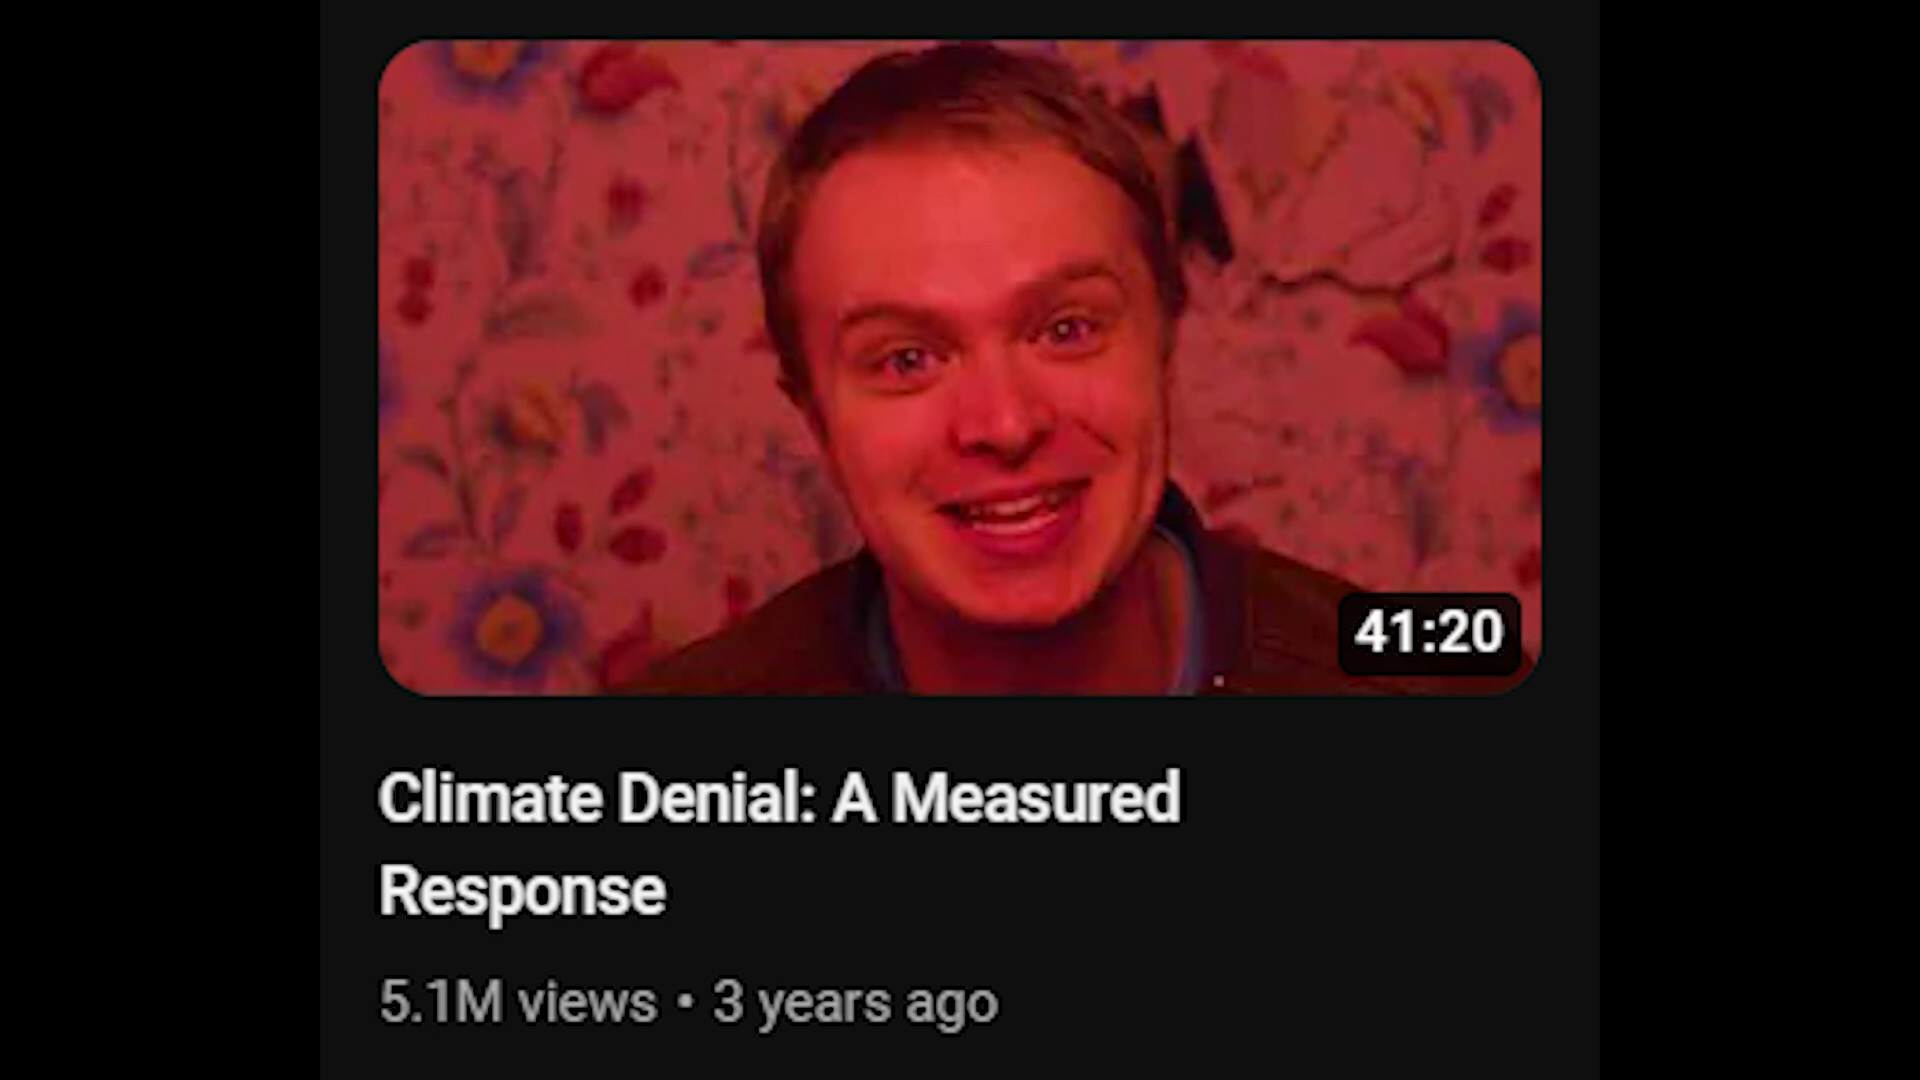 41:20
Climate Denial: A Measured
Response
5.1M views • 3 years ago